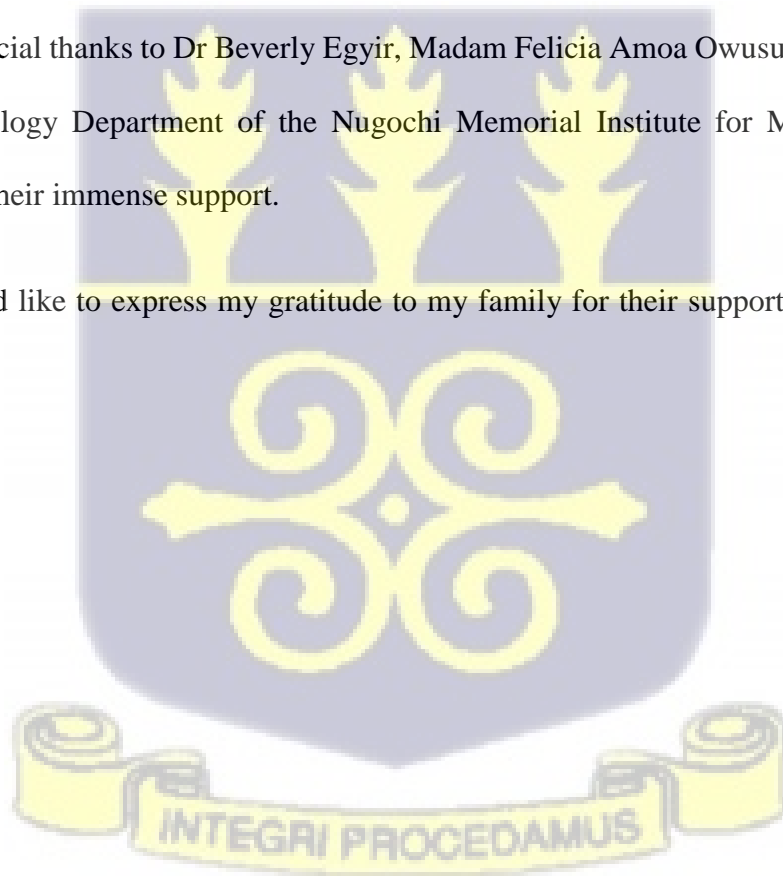 cial thanks to Dr Beverly Egyir, Madam Felicia Amoa Owusu
logy Department of the Nugochi Memorial Institute for M
heir immense support.
d like to express my gratitude to my family for their support
INTEGRI PROCEDAMUS